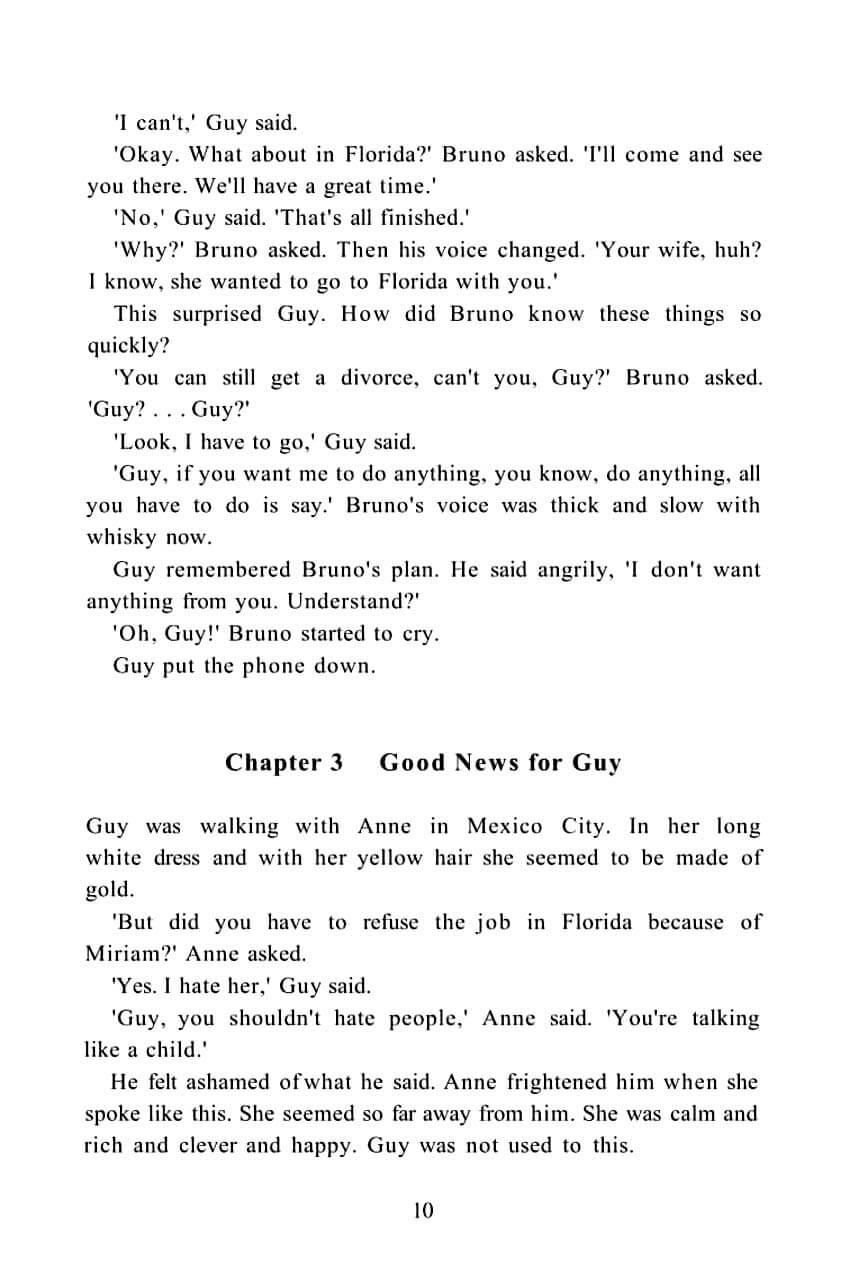 'I can't,' Guy said.
'Okay. What about in Florida?' Bruno asked. 'I'll come and see
you there. We'll have a great time.'
'No,' Guy said. 'That's all finished.'
'Why?' Bruno asked. Then his voice changed. 'Your wife, huh?
I know, she wanted to go to Florida with you.'
This surprised Guy. How did Bruno know these things so
quickly?
'You can still get a divorce, can't you, Guy?' Bruno asked.
'Guy? . . . Guy?'
'Look, I have to go,' Guy said.
'Guy, if you want me to do anything, you know, do anything, all
you have to do is say.' Bruno's voice was thick and slow with
whisky now.
Guy remembered Bruno's plan. He said angrily, 'I don't want
anything from you. Understand?'
'Oh, Guy!' Bruno started to cry.
Guy put the phone down.
Chapter 3 Good News for Guy
Guy was walking with Anne in Mexico City. In her long
white dress and with her yellow hair she seemed to be made of
gold.
'But did you have to refuse the job in Florida because of
Miriam?' Anne asked.
'Yes. I hate her,' Guy said.
'Guy, you shouldn't hate people,' Anne said. 'You're talking
like a child.'
He felt ashamed of what he said. Anne frightened him when she
spoke like this. She seemed so far away from him. She was calm and
rich and clever and happy. Guy was not used to this.
10